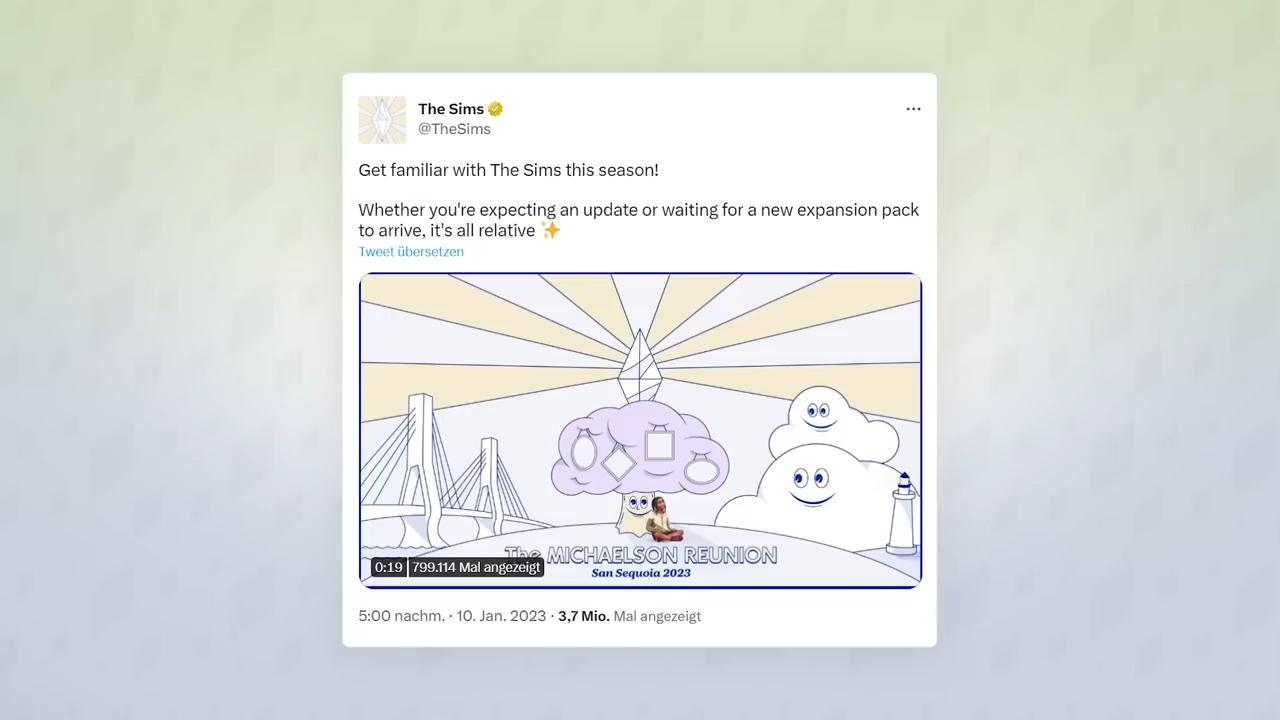 The Sims
@TheSims
Get familiar with The Sims this season!
Whether you're expecting an update or waiting for a new expansion pack
to arrive, it's all relative ✨
Tweet übersetzen
The MICHAELSON REUNION
San Sequoia 2023
0:19 799.114 Mal angezeigt
5:00 nachm. · 10. Jan. 2023 · 3,7 Mio. Mal angezeigt